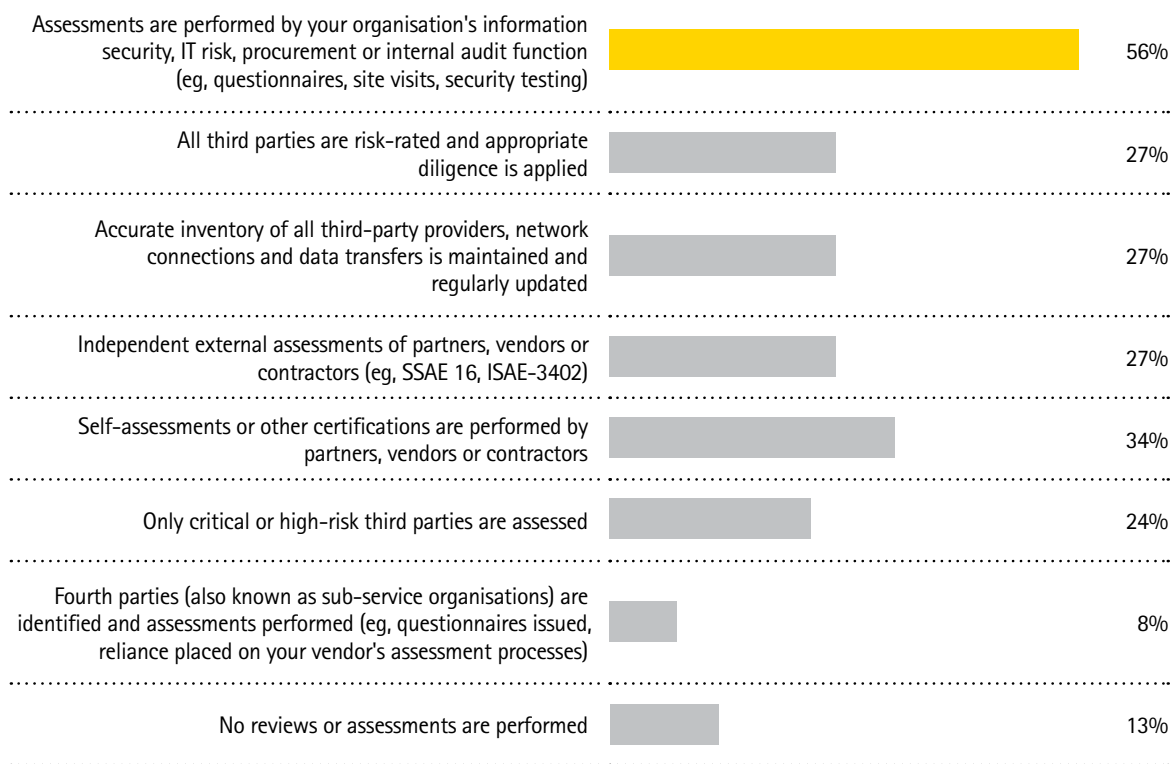 Assessments are performed by your organisation's information
security, IT risk, procurement or internal audit function
(eg, questionnaires, site visits, security testing)
56%
All third parties are risk-rated and appropriate
diligence is applied
27%
Accurate inventory of all third-party providers, network
connections and data transfers is maintained and
regularly updated
27%
Independent external assessments of partners, vendors or
contractors (eg, SSAE 16, ISAE-3402)
27%
Self-assessments or other certifications are performed by
partners, vendors or contractors
34%
Only critical or high-risk third parties are assessed
24%
Fourth parties (also known as sub-service organisations) are
identified and assessments performed (eg, questionnaires issued,
reliance placed on your vendor's assessment processes)
8%
No reviews or assessments are performed
13%